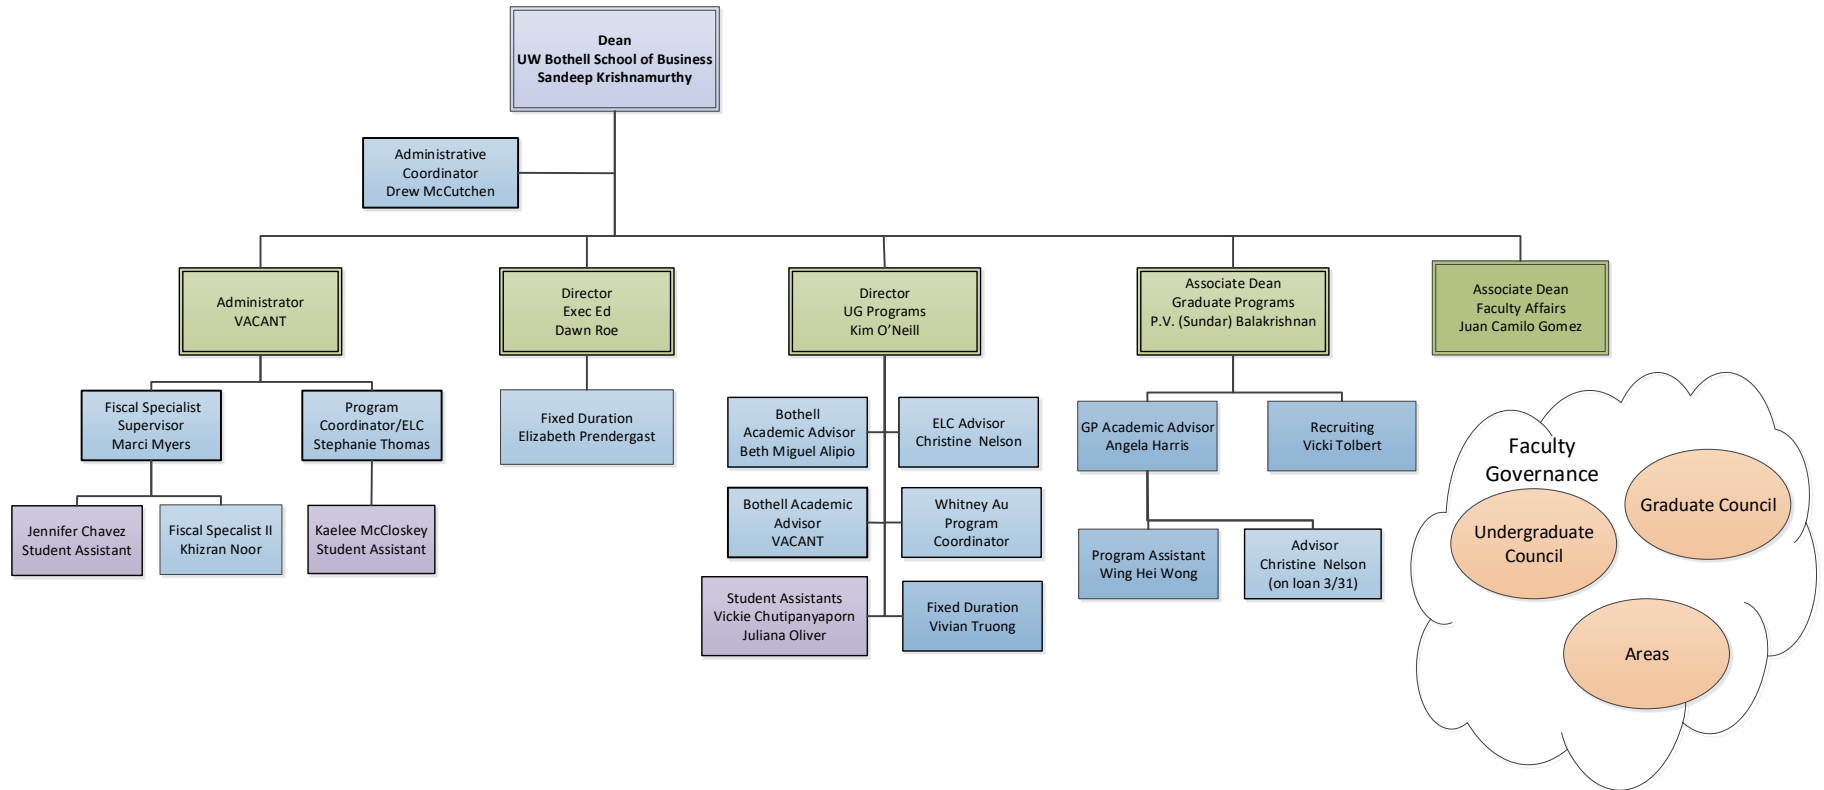 Dean
UW Bothell School of Business
Sandeep Krishnamurthy
Administrative
Coordinator
Drew McCutchen
Administrator
VACANT
Director
Exec Ed
Dawn Roe
Director
UG Programs
Kim O’Neill
Associate Dean
Graduate Programs
P.V. (Sundar) Balakrishnan
Associate Dean
Faculty Affairs
Juan Camilo Gomez
Fiscal Specialist
Supervisor
Marci Myers
Program
Coordinator/ELC
Stephanie Thomas
Fixed Duration
Elizabeth Prendergast
Bothell
Academic Advisor
Beth Miguel Alipio
ELC Advisor
Christine Nelson
GP Academic Advisor
Angela Harris
Recruiting
Vicki Tolbert
Jennifer Chavez
Student Assistant
Fiscal Specalist II
Khizran Noor
Kaelee McCloskey
Student Assistant
Bothell Academic
Advisor
VACANT
Whitney Au
Program
Coordinator
Program Assistant
Wing Hei Wong
Advisor
Christine Nelson
(on loan 3/31)
Student Assistants
Vickie Chutipanyaporn
Juliana Oliver
Fixed Duration
Vivian Truong
Faculty
Governance
Graduate Council
Undergraduate
Council
Areas